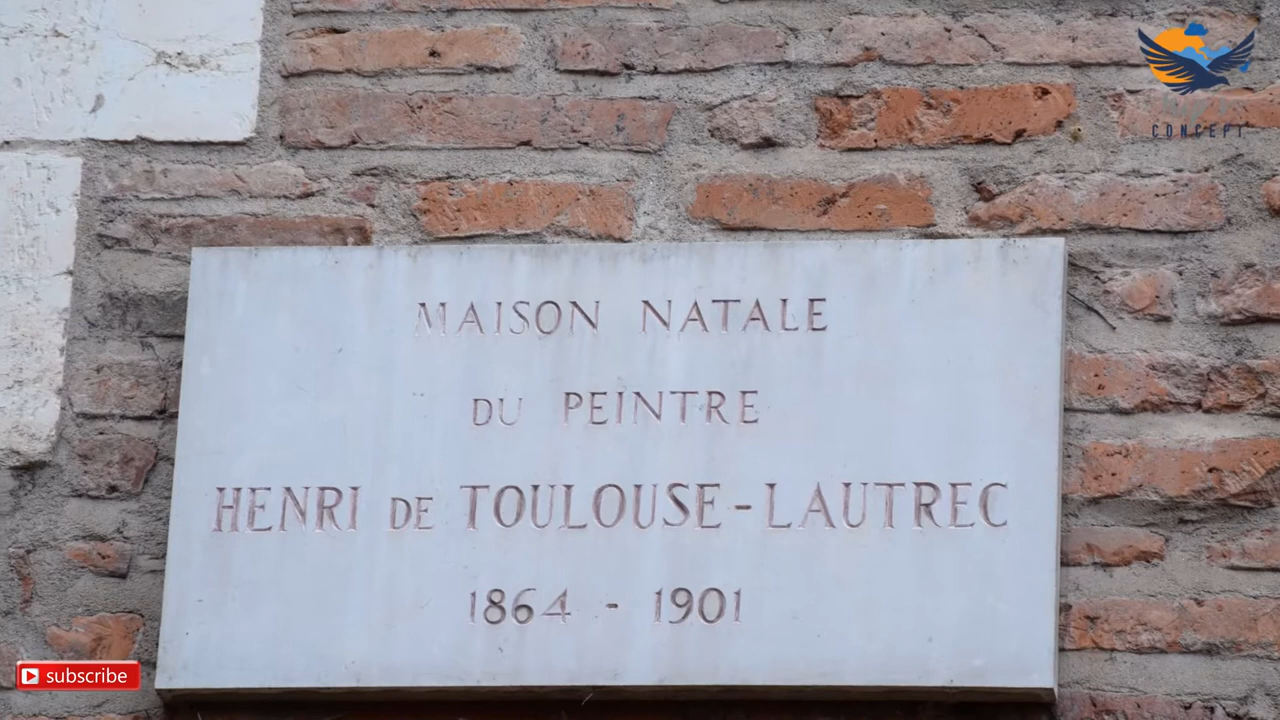 CONCEPT
MAISON NATALE
DU PEINTRE
HENRI DE TOULOUSE-LAUTREC
1864 - 1901
subscribe